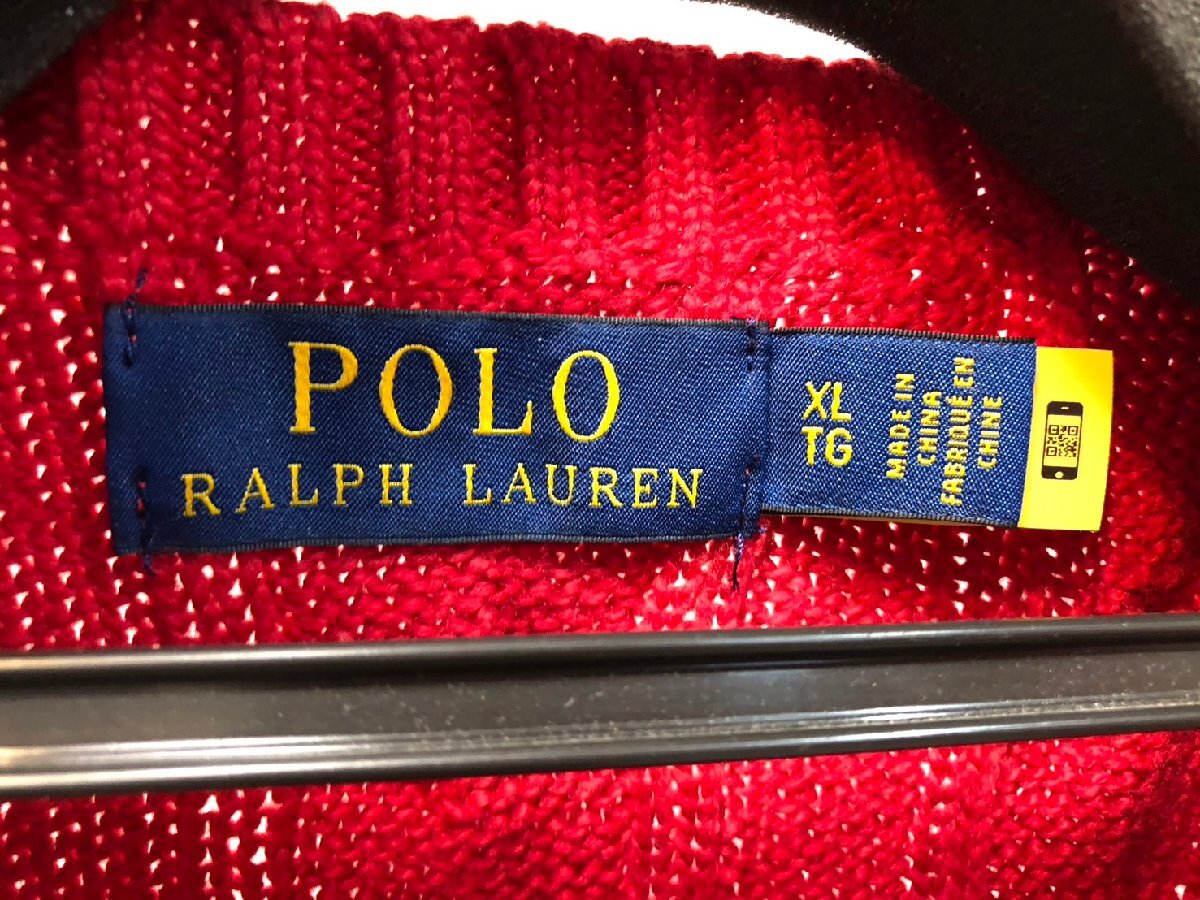 POLO
RALPH LAUREN
XL
TG
MADE IN
CHINA
FABRIQUÉ EN
CHINE